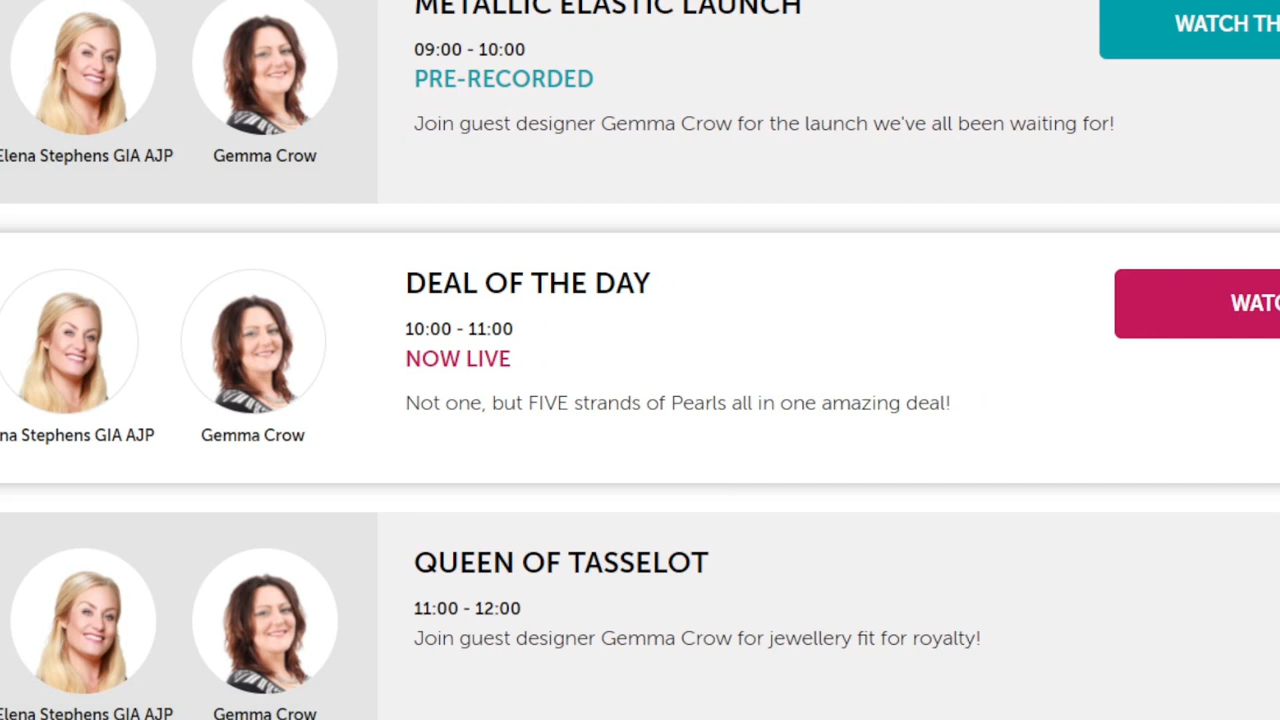 METALLIC ELASTIC LAUNCH
WATCH TH
09:00 - 10:00
PRE-RECORDED
Join guest designer Gemma Crow for the launch we've all been waiting for!
Elena Stephens GIA AJP
Gemma Crow
DEAL OF THE DAY
WATC
10:00 - 11:00
NOW LIVE
Not one, but FIVE strands of Pearls all in one amazing deal!
na Stephens GIA AJP
Gemma Crow
QUEEN OF TASSELOT
11:00 - 12:00
Join guest designer Gemma Crow for jewellery fit for royalty!
Elena Stephens GIA AJP
Gemma Crow